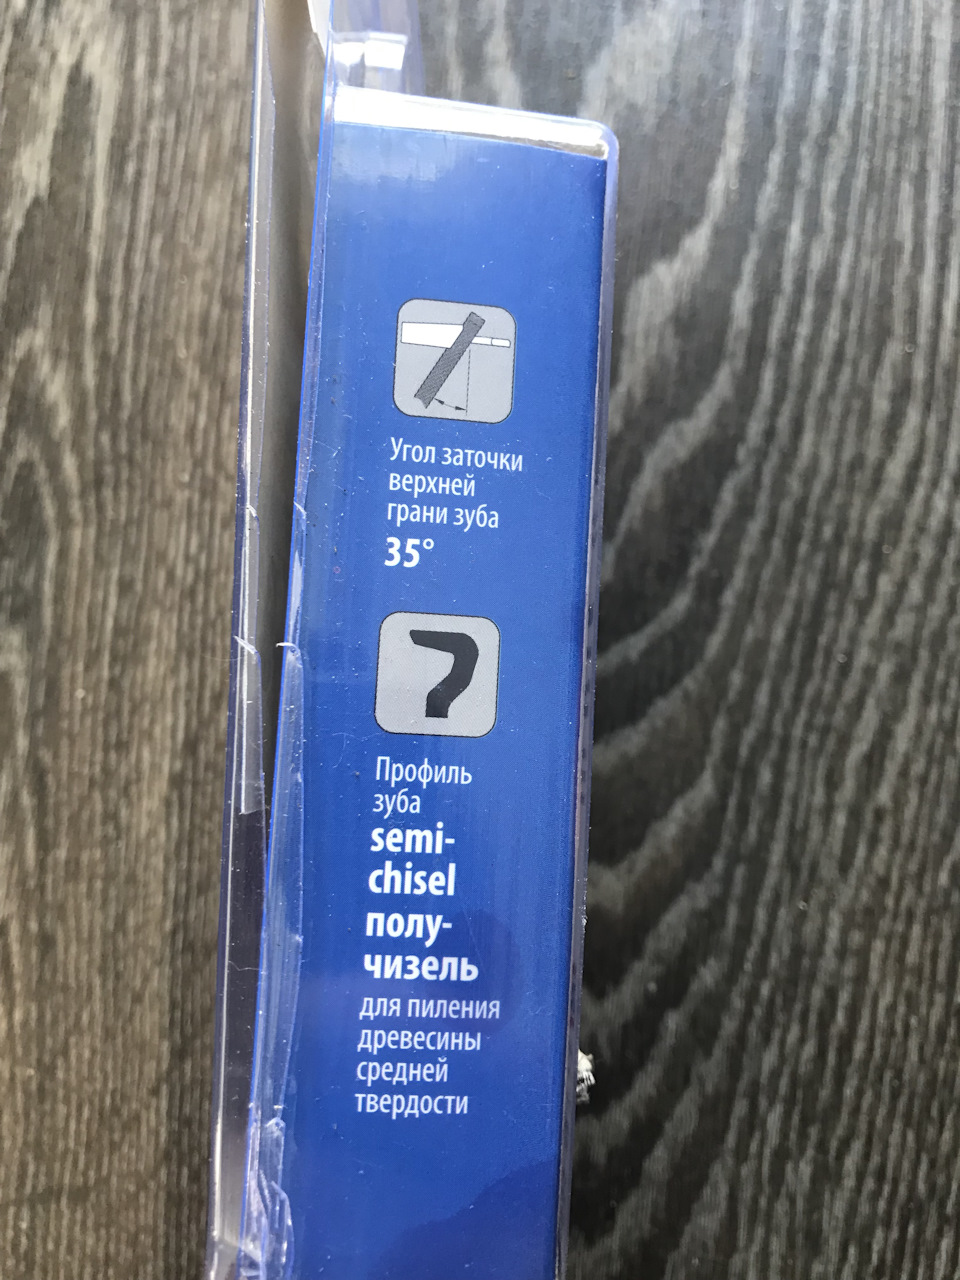 Угол заточки
верхней
грани зуба
35°
Профиль
зуба
semi-
chisel
полу-
чизель
для пиления
древесины
средней
твердости